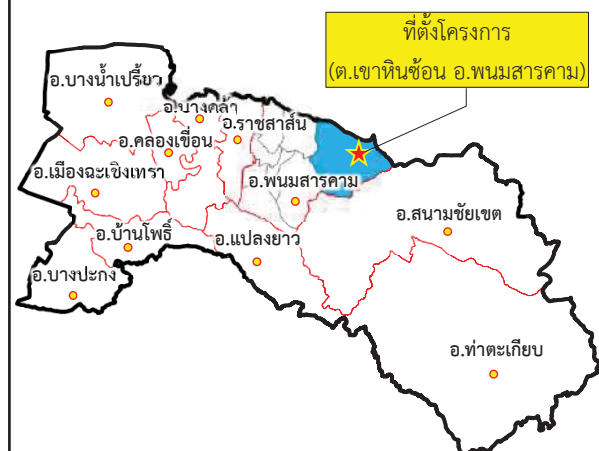 ที่ตั้งโครงการ
(ต.เขาหินซ้อน อ.พนมสารคาม)
อ.บางน้ำเปรี้ยว
อ.บางคล้า
อ.ราชสาส์น
อ.คลองเขื่อน
อ.เมืองฉะเชิงเทรา
อ.พนมสารคาม
อ.สนามชัยเขต
อ.บ้านโพธิ์
อ.แปลงยาว
อ.บางปะกง
อ.ท่าตะเกียบ